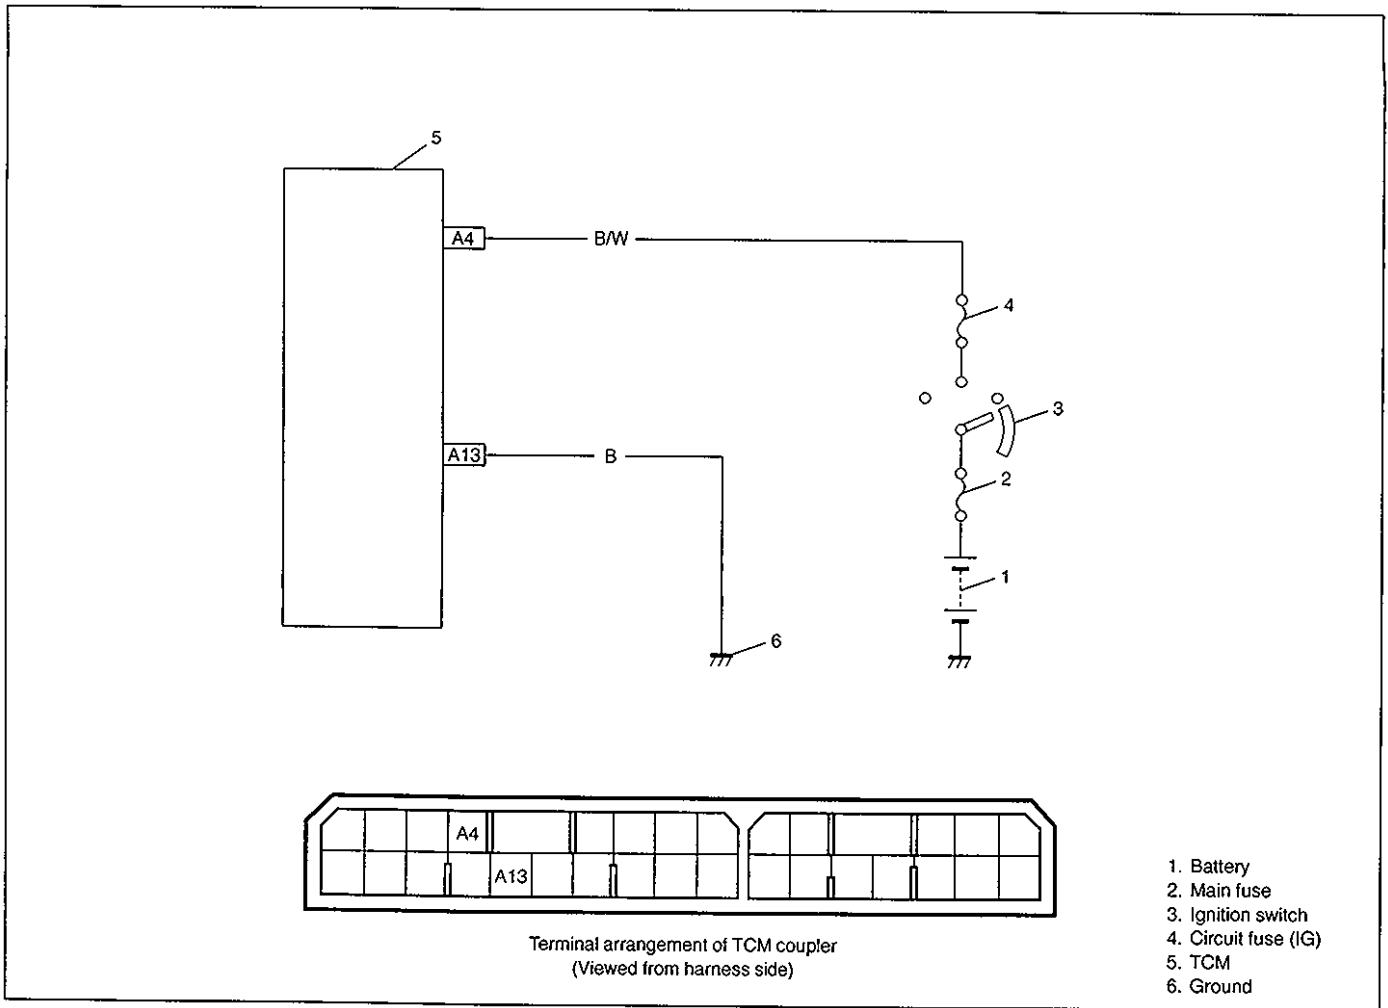 5
A4
B/W
4
3
A13
B
2
1
6
A4
A13
Terminal arrangement of TCM coupler
(Viewed from harness side)
1. Battery
2. Main fuse
3. Ignition switch
4. Circuit fuse (IG)
5. TCM
6. Ground